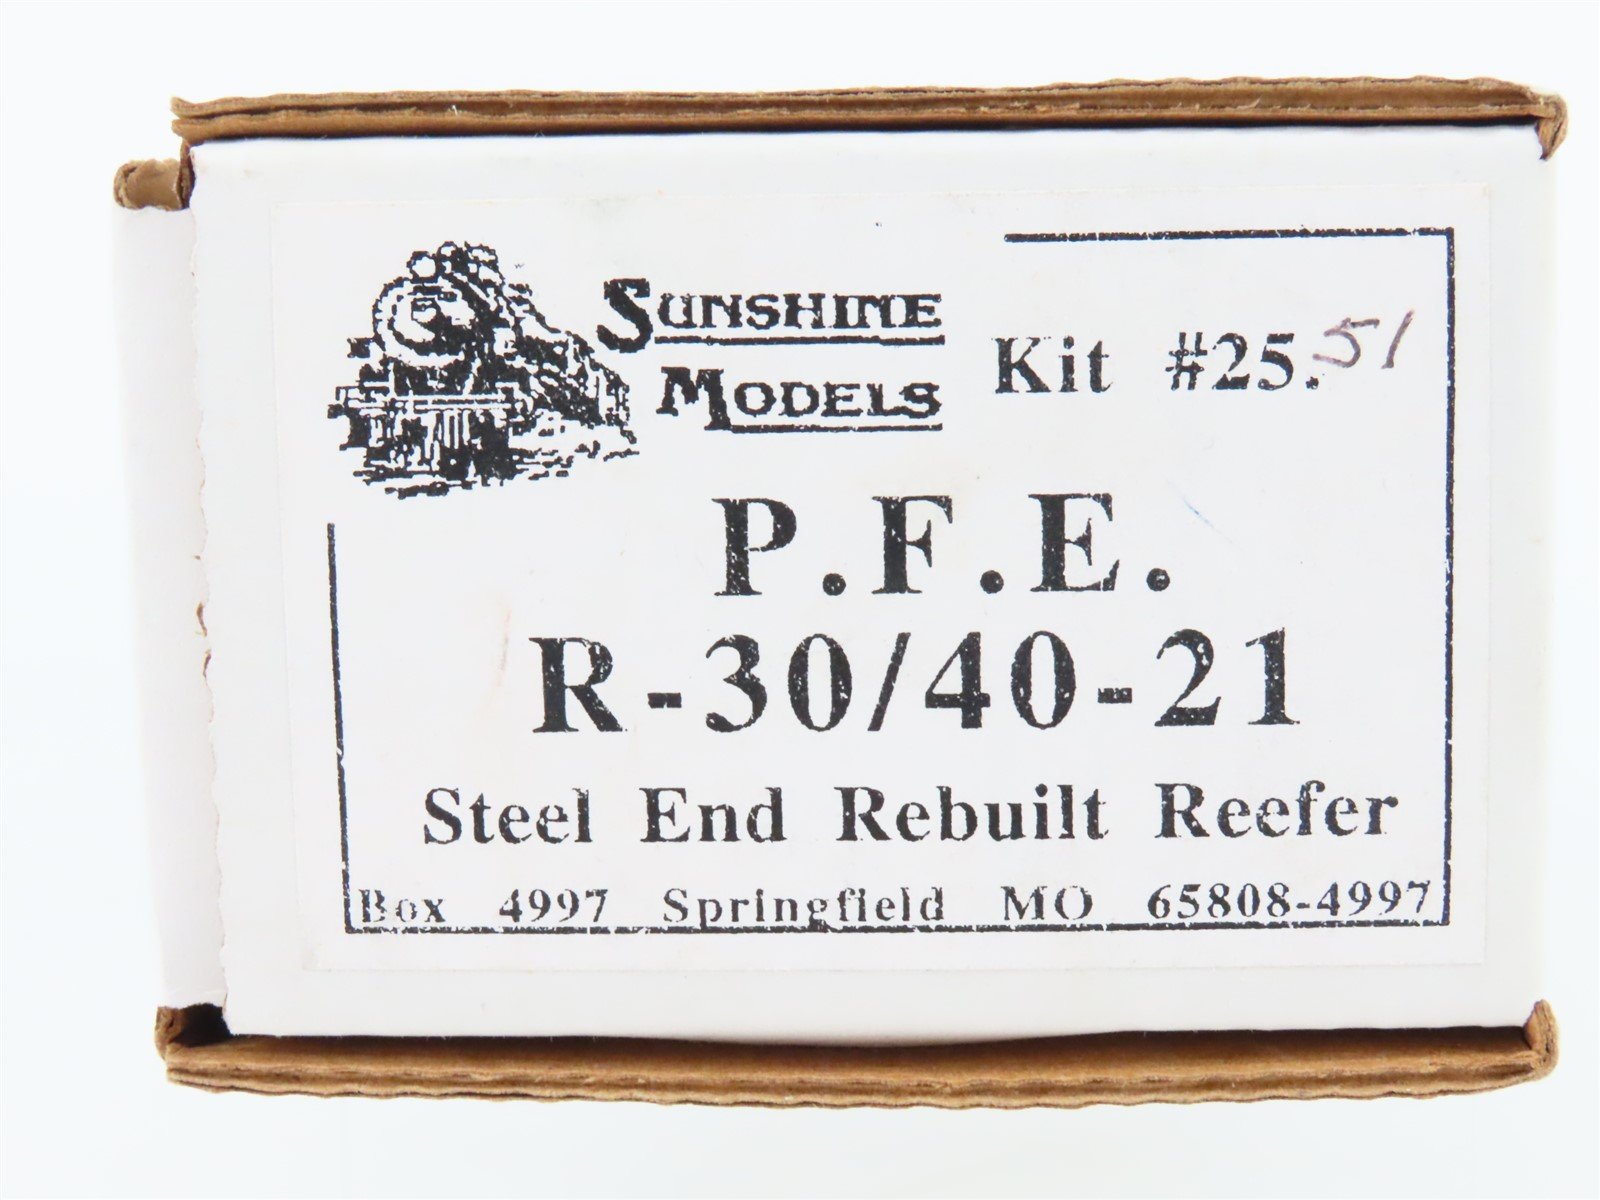 SUNSHINE
MODELS
Kit #25.51
P.F.E.
R-30/40-21
Steel End Rebuilt Reefer
Box 4997 Springfield MO 65808-4997